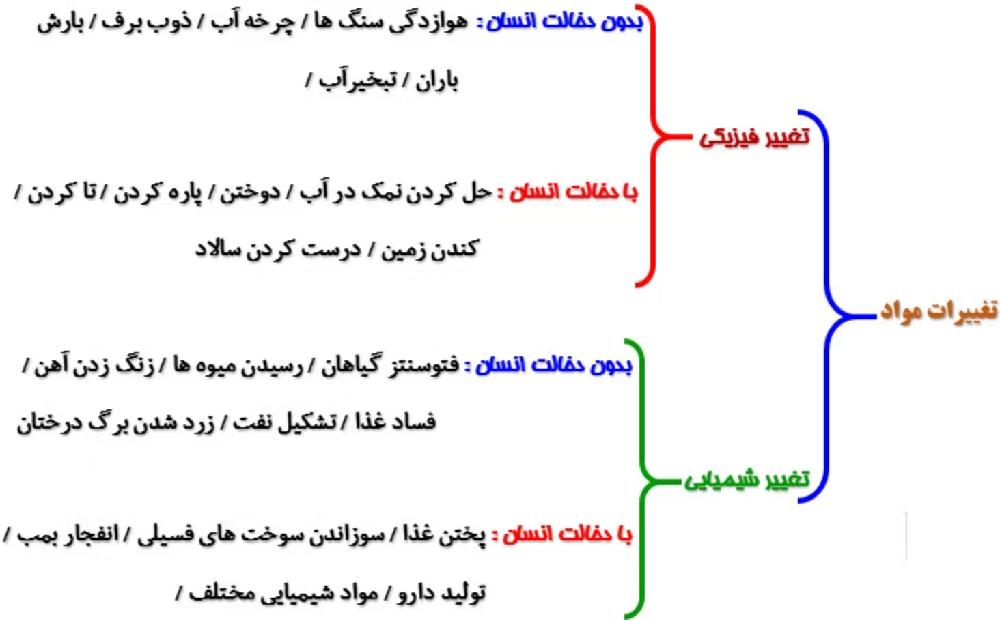 تغییرات مواد
تغییر فیزیکی
بدون دخالت انسان : هوازدگی سنگ ها / چرخه آب / ذوب برف / بارش
باران / تبخیرآب /
با دخالت انسان : حل کردن نمک در آب / دوختن / پاره کردن / تا کردن /
کندن زمین / درست کردن سالاد
تغییر شیمیایی
بدون دخالت انسان : فتوسنتز گیاهان / رسیدن میوه ها / زنگ زدن آهن /
فساد غذا / تشکیل نفت / زرد شدن برگ درختان
با دخالت انسان : پختن غذا / سوزاندن سوخت های فسیلی / انفجار بمب /
تولید دارو / مواد شیمیایی مختلف /